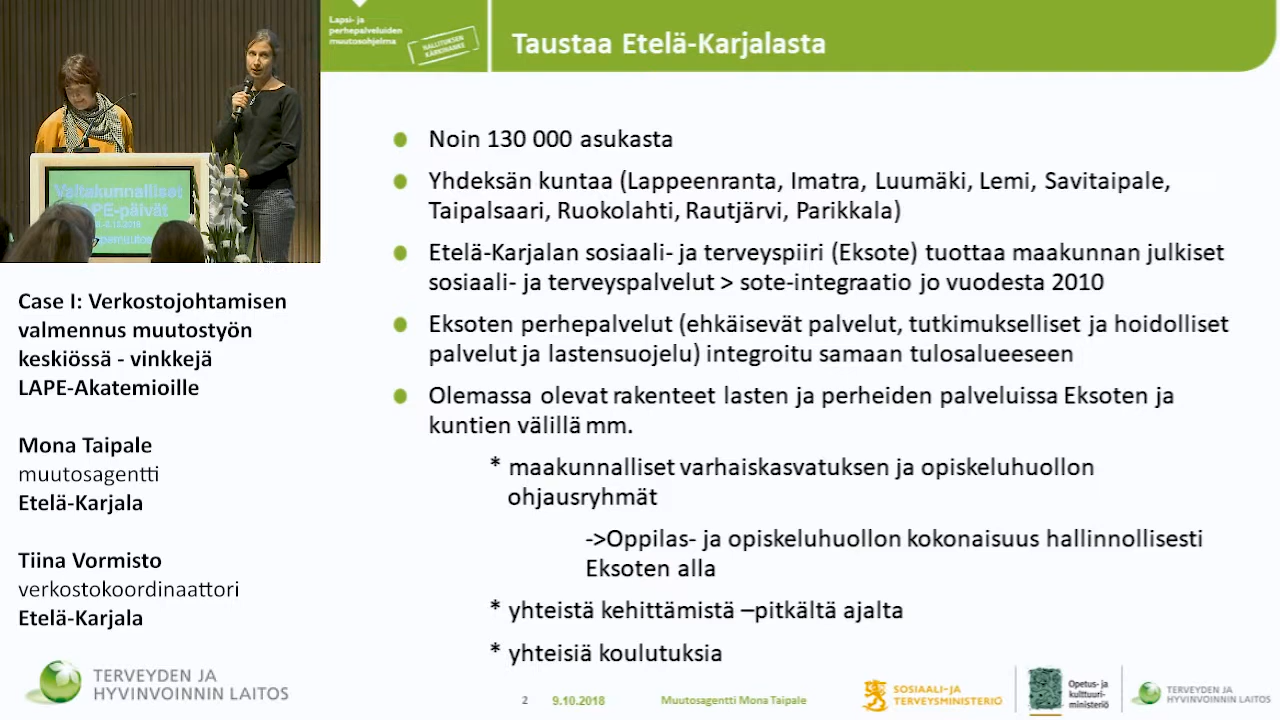 Lapsi- ja
perhepalveluiden
muutosohjelma
HALLITUKSEN
KÄRKIHANKE
Taustaa Etelä-Karjalasta
Valtakunnalliset
LAPE-päivät
Noin 130 000 asukasta
Yhdeksän kuntaa (Lappeenranta, Imatra, Luumäki, Lemi, Savitaipale,
Taipalsaari, Ruokolahti, Rautjärvi, Parikkala)
Etelä-Karjalan sosiaali- ja terveyspiiri (Eksote) tuottaa maakunnan julkiset
sosiaali- ja terveyspalvelut > sote-integraatio jo vuodesta 2010
Eksoten perhepalvelut (ehkäisevät palvelut, tutkimukselliset ja hoidolliset
palvelut ja lastensuojelu) integroitu samaan tulosalueeseen
Olemassa olevat rakenteet lasten ja perheiden palveluissa Eksoten ja
kuntien välillä mm.
* maakunnalliset varhaiskasvatuksen ja opiskeluhuollon
ohjausryhmät
->Oppilas- ja opiskeluhuollon kokonaisuus hallinnollisesti
Eksoten alla
* yhteistä kehittämistä –pitkältä ajalta
* yhteisiä koulutuksia
Case I: Verkostojohtamisen
valmennus muutostyön
keskiössä - vinkkejä
LAPE-Akatemioille
Mona Taipale
muutosagentti
Etelä-Karjala
Tiina Vormisto
verkostokoordinaattori
Etelä-Karjala
TERVEYDEN JA
HYVINVOINNIN LAITOS
2 9.10.2018 Muutosagentti Mona Taipale
SOSIAALI- JA
TERVEYSMINISTERIÖ
Opetus- ja
kulttuuri-
ministeriö
TERVEYDEN JA
HYVINVOINNIN LAITOS